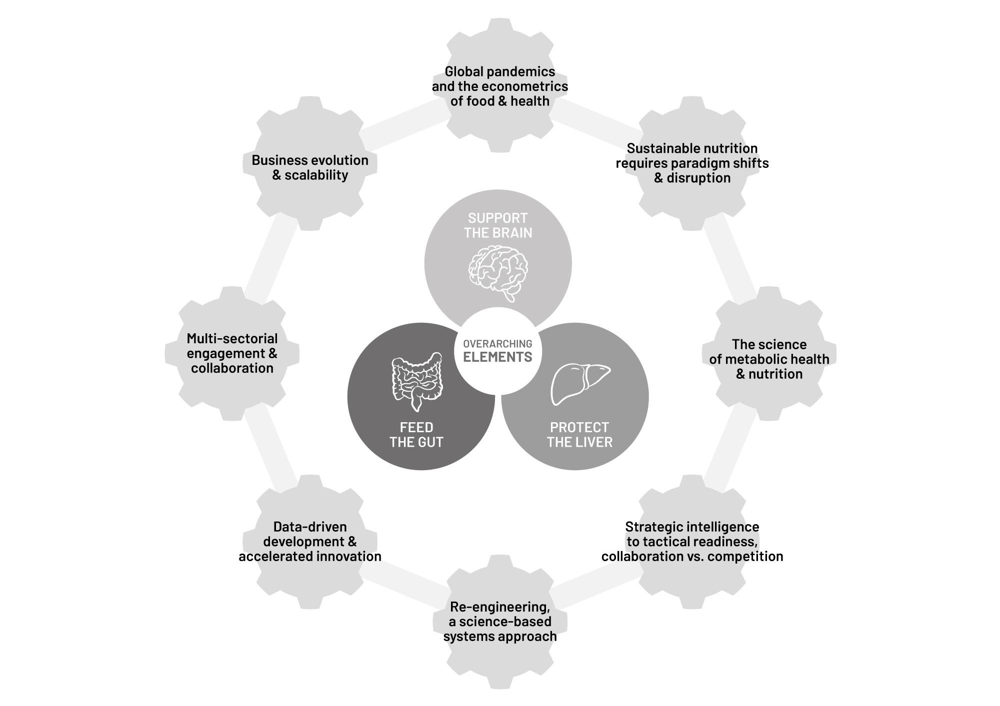 Global pandemics
and the econometrics
of food & health
Business evolution
& scalability
Sustainable nutrition
requires paradigm shifts
& disruption
SUPPORT
THE BRAIN
Multi-sectorial
engagement &
collaboration
OVERARCHING
ELEMENTS
The science
of metabolic health
& nutrition
FEED
THE GUT
PROTECT
THE LIVER
Data-driven
development &
accelerated innovation
Strategic intelligence
to tactical readiness,
collaboration vs. competition
Re-engineering,
a science-based
systems approach